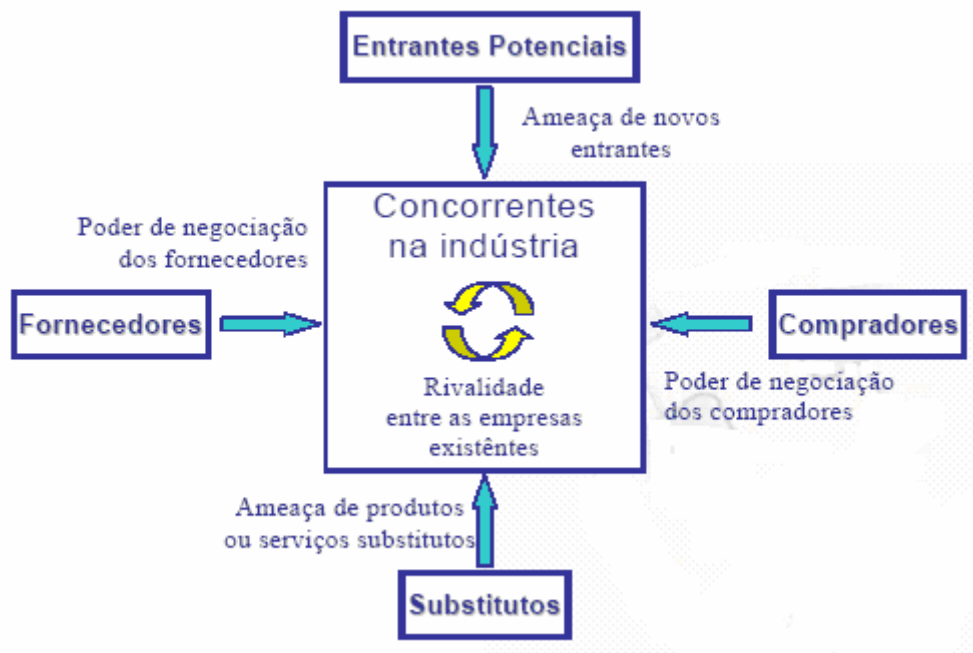 Entrantes Potenciais
Ameaça de novos
entrantes
Concorrentes
na indústria
Poder de negociação
dos fornecedores
Fornecedores
Compradores
Rivalidade
entre as empresas
existêntes
Poder de negociação
dos compradores
Ameaça de produtos
ou serviços substitutos
Substitutos